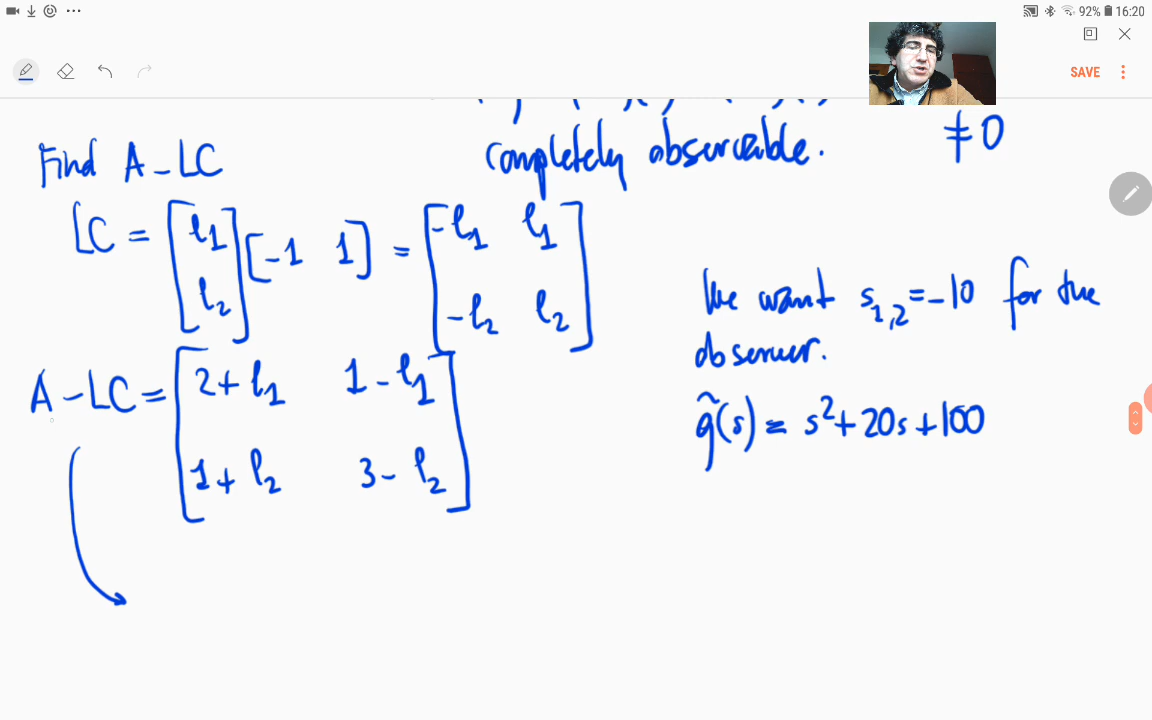 92% 16:20
SAVE
completely observable. ≠0
Find A-LC
LC = [l1; l2] [-1 1] = [-l1 l1; -l2 l2]
We want s1,2=-10 for the
observer.
A-LC= [2+l1 1-l1; 1+l2 3-l2]
g̃(s) = s²+20s+100